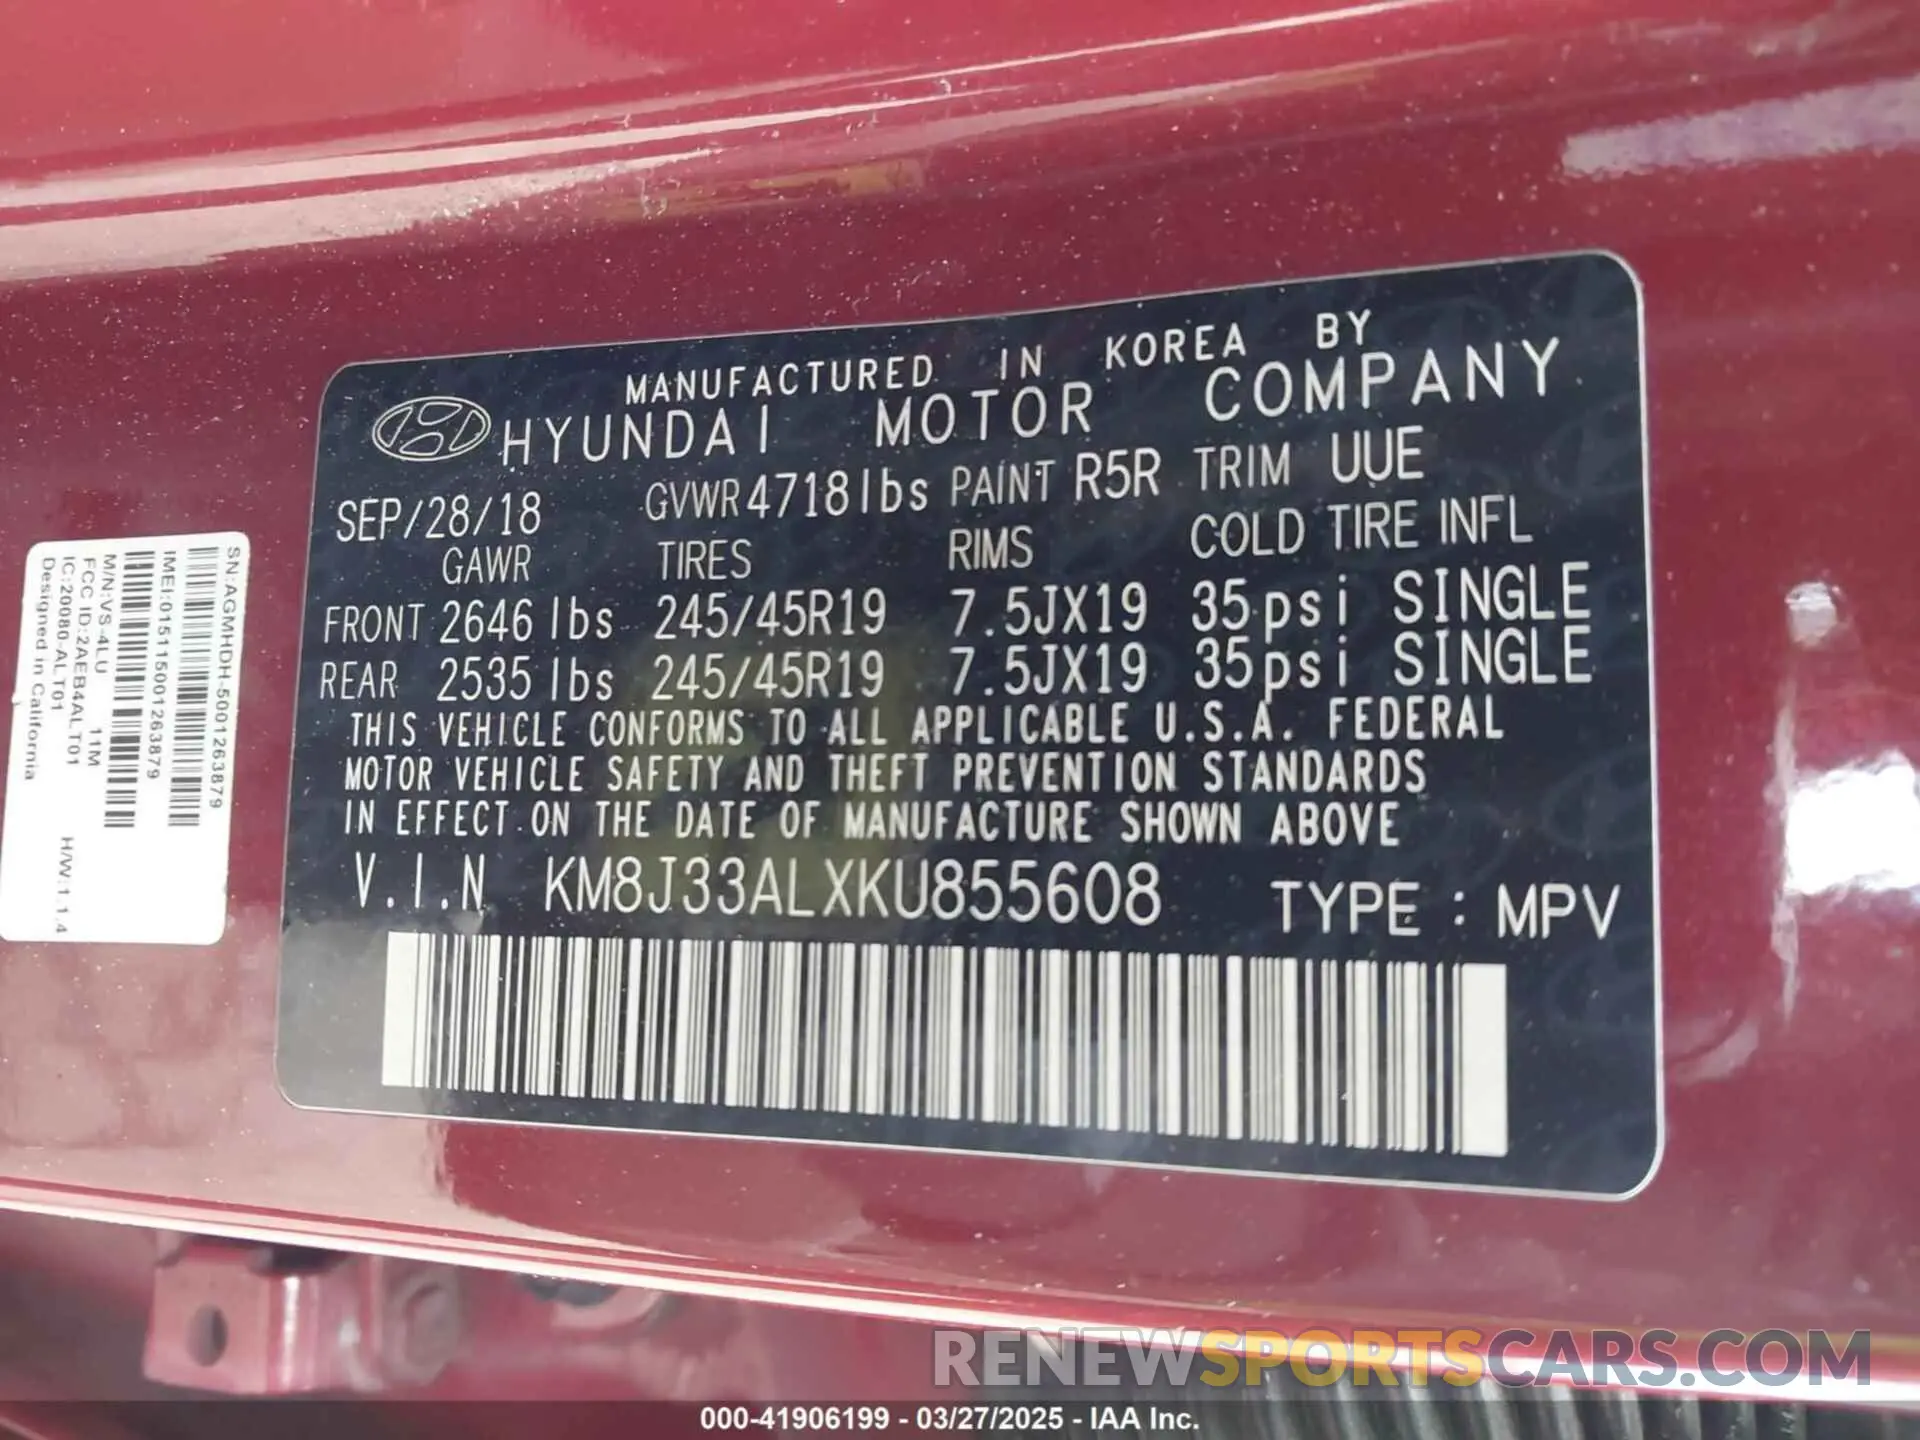 MANUFACTURED IN KOREA BY
HYUNDAI MOTOR COMPANY
SEP/28/18 GVWR 4718lbs PAINT R5R TRIM UUE
GAWR TIRES RIMS COLD TIRE INFL
FRONT 2646 lbs 245/45R19 7.5JX19 35psi SINGLE
REAR 2535 lbs 245/45R19 7.5JX19 35psi SINGLE
THIS VEHICLE CONFORMS TO ALL APPLICABLE U.S.A. FEDERAL
MOTOR VEHICLE SAFETY AND THEFT PREVENTION STANDARDS
IN EFFECT ON THE DATE OF MANUFACTURE SHOWN ABOVE
V.I.N KM8J33ALXKU855608 TYPE : MPV
SN:AGMHDH-5001263879
IMEI:015115001263879
M/N:VS-4LU 11M
FCC ID:2AEB4ALT01
IC:20080-ALT01 H/W:1.1.4
Designed in California
RENEWSPORTSCARS.COM
000-41906199 - 03/27/2025 - IAA Inc.